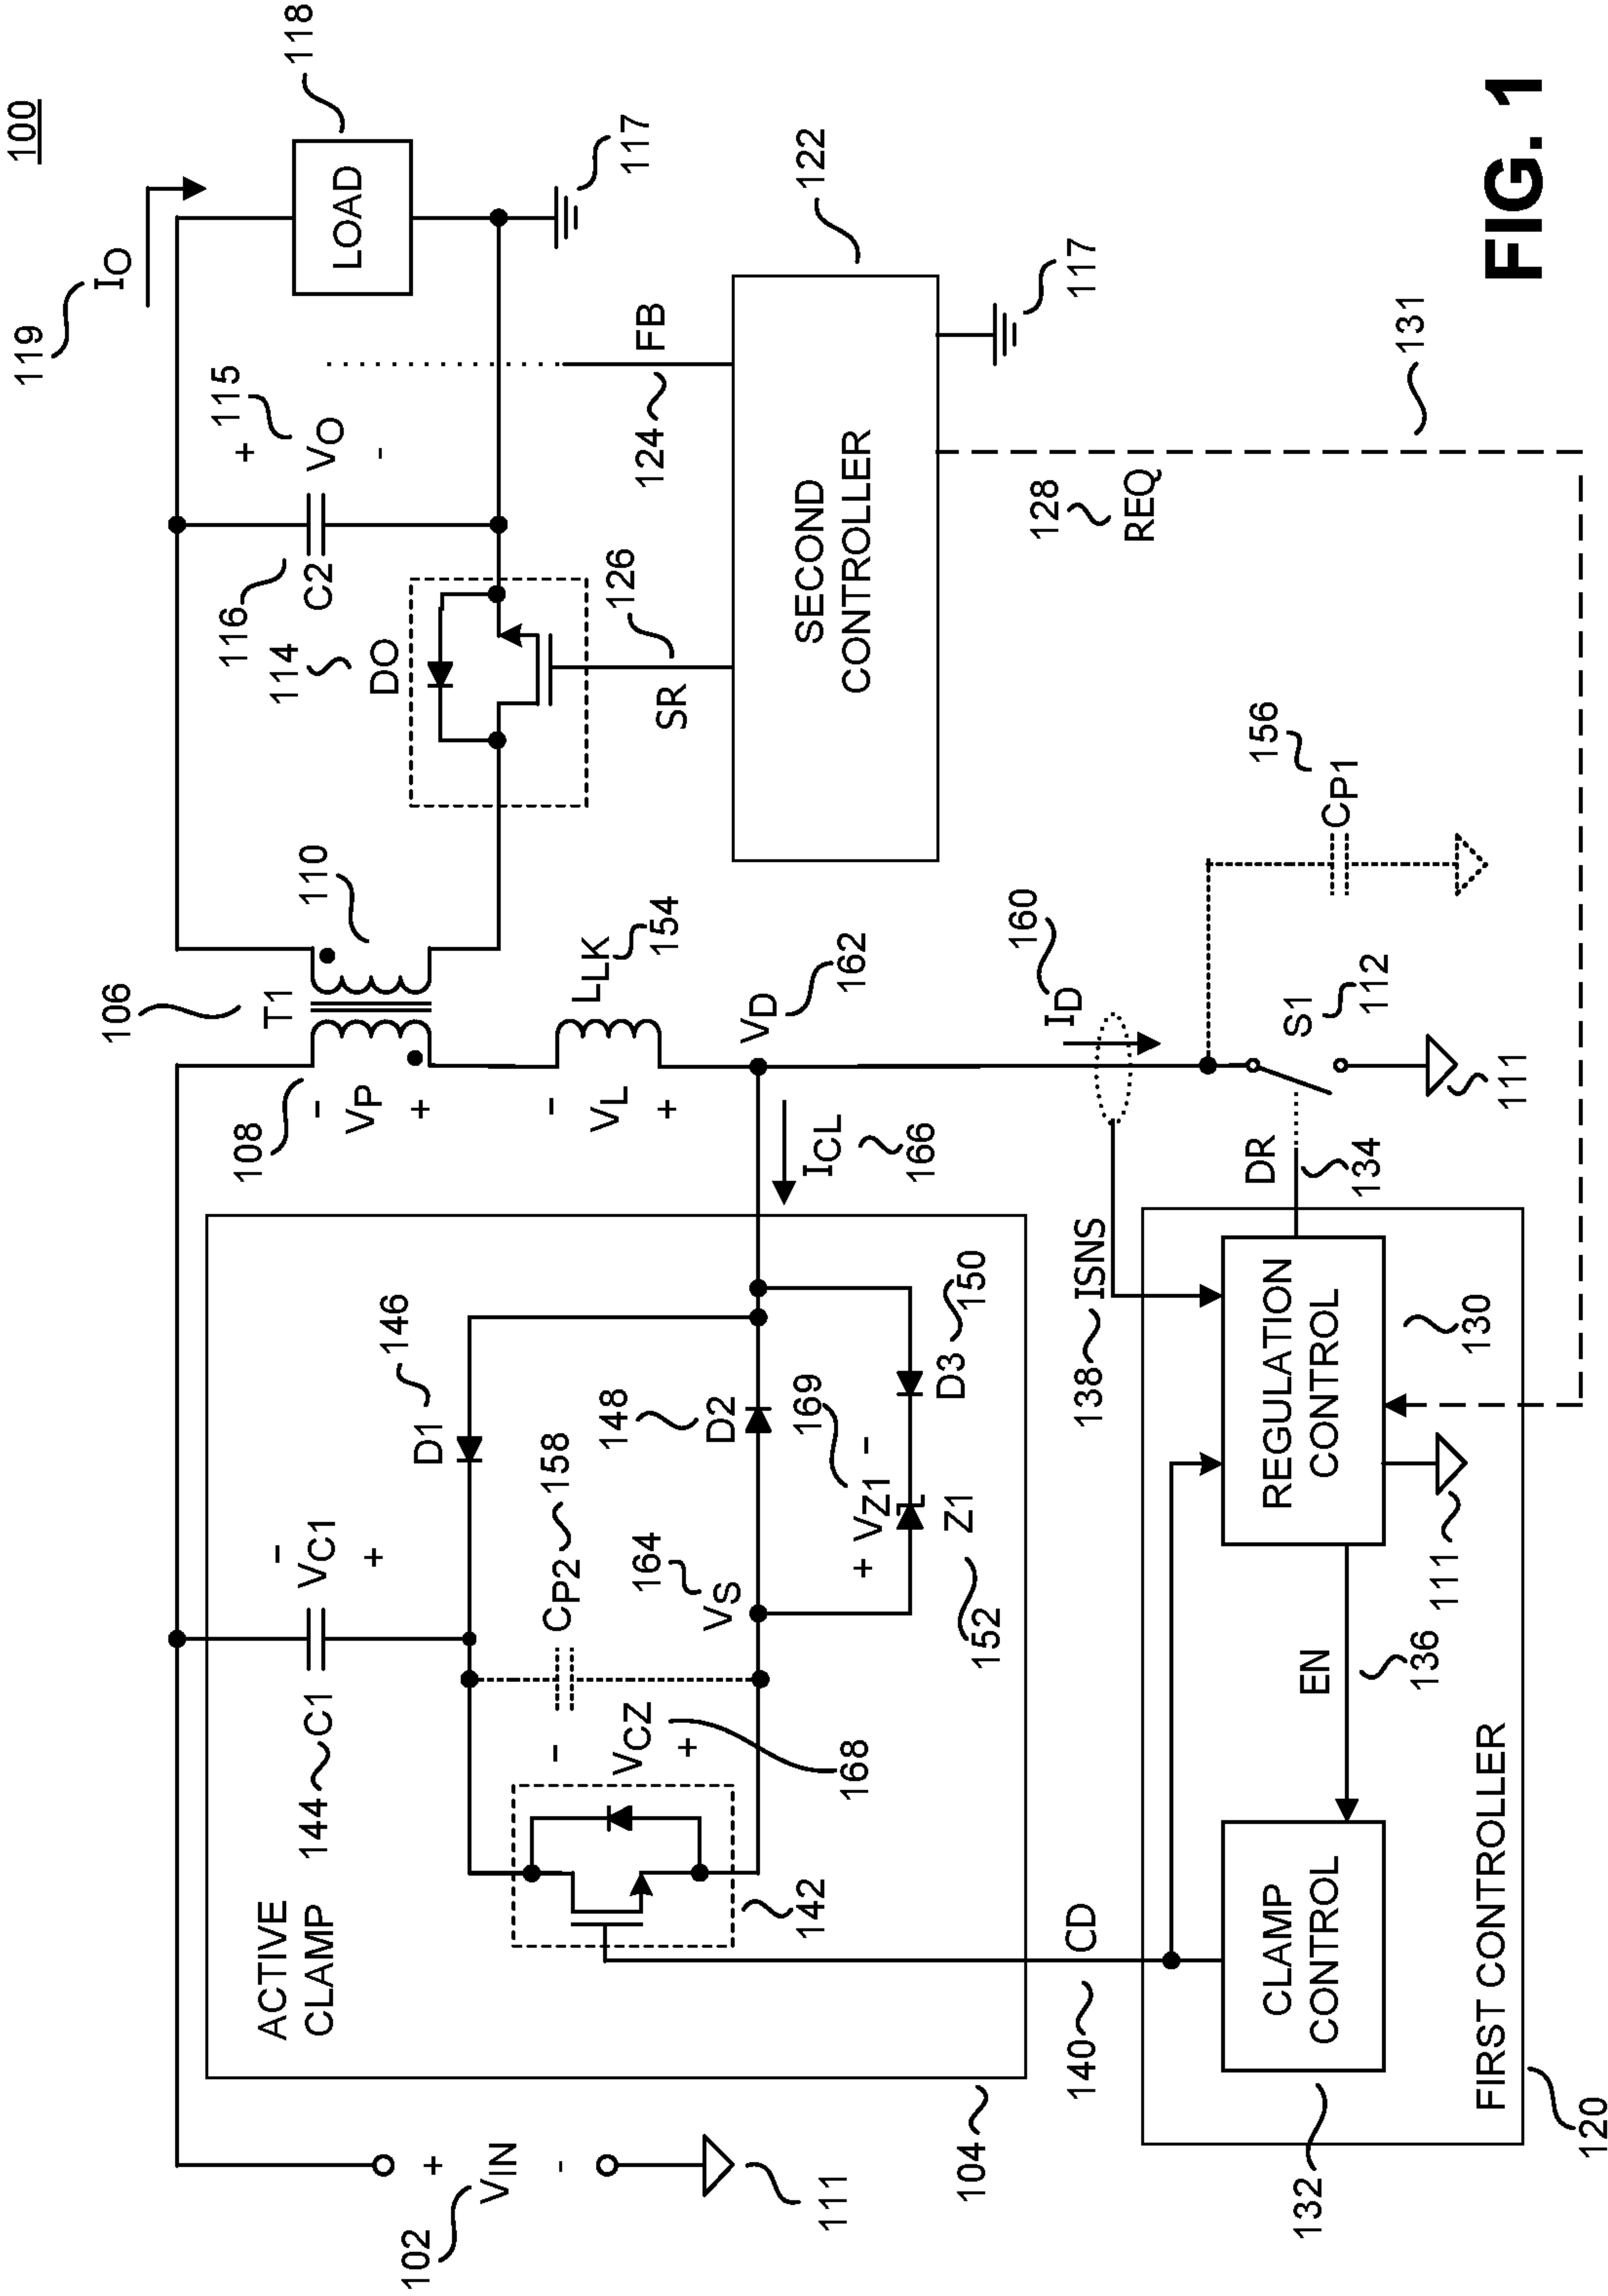 100
119
IO
118
LOAD
117
115
+
VO
-
116
C2
114
DO
126
SR
124
FB
122
SECOND
CONTROLLER
117
128
REQ
131
106
T1
110
108
-
VP
+
-
VL
+
LLK
154
VD
162
ICL
166
160
ID
156
CP1
S1
112
111
DR
134
ACTIVE
CLAMP
144
C1
-
VC1
+
D1
146
CP2
158
-
VCZ
+
168
142
VS
164
148
D2
169
+ VZ1 -
Z1
152
D3
150
102
+
VIN
-
111
104
140
CD
138
ISNS
REGULATION
CONTROL
130
111
EN
136
CLAMP
CONTROL
132
FIRST CONTROLLER
120
FIG. 1